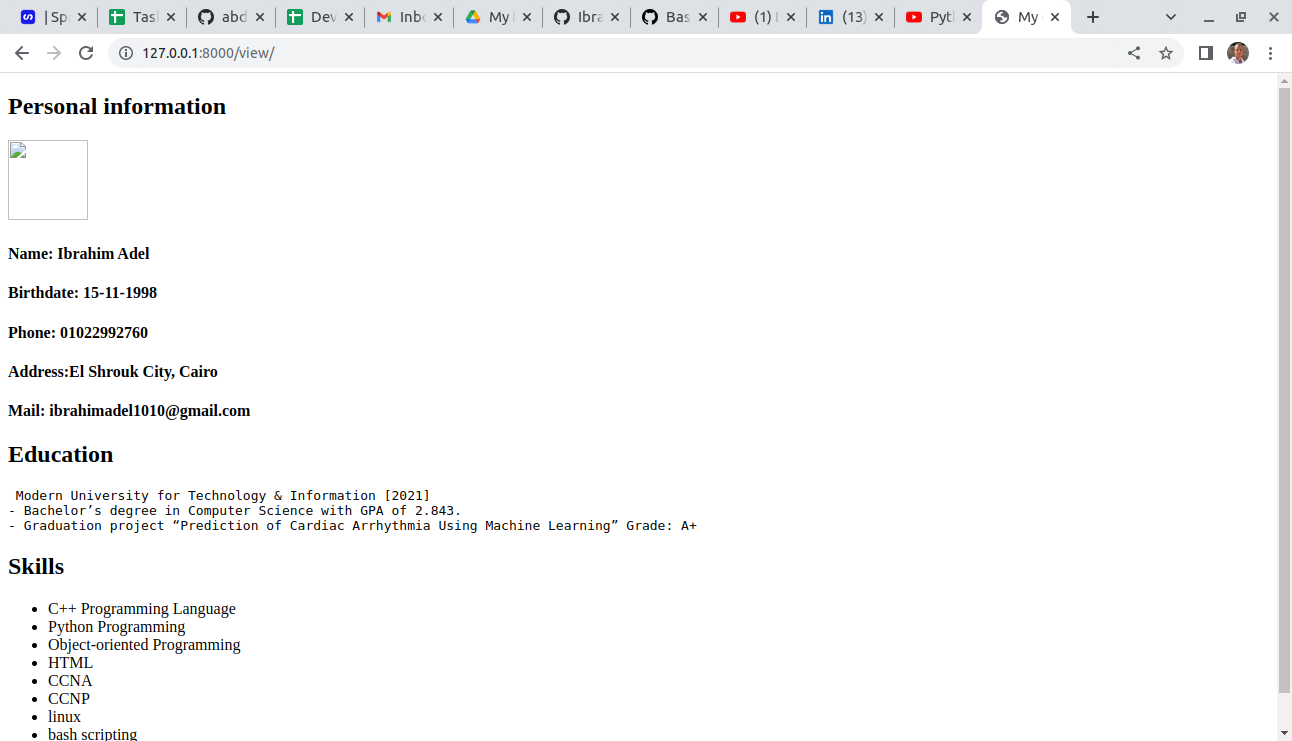 | Sp
Tas
abd
Dev
Inbo
My
Ibra
Bas
(1)
(13)
Pyt
My
127.0.0.1:8000/view/
Personal information
Name: Ibrahim Adel
Birthdate: 15-11-1998
Phone: 01022992760
Address:El Shrouk City, Cairo
Mail: ibrahimadel1010@gmail.com
Education
Modern University for Technology & Information [2021]
- Bachelor’s degree in Computer Science with GPA of 2.843.
- Graduation project “Prediction of Cardiac Arrhythmia Using Machine Learning” Grade: A+
Skills
• C++ Programming Language
• Python Programming
• Object-oriented Programming
• HTML
• CCNA
• CCNP
• linux
• bash scripting